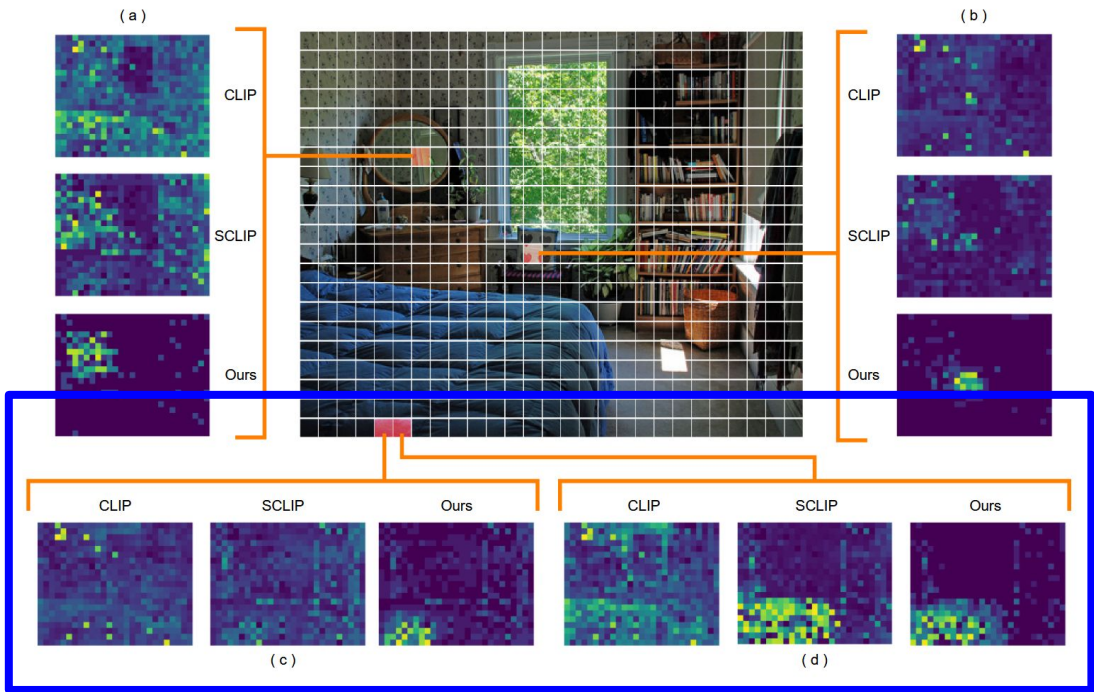 ( a )
( b )
CLIP
CLIP
SCLIP
SCLIP
Ours
Ours
CLIP
SCLIP
Ours
CLIP
SCLIP
Ours
( c )
( d )